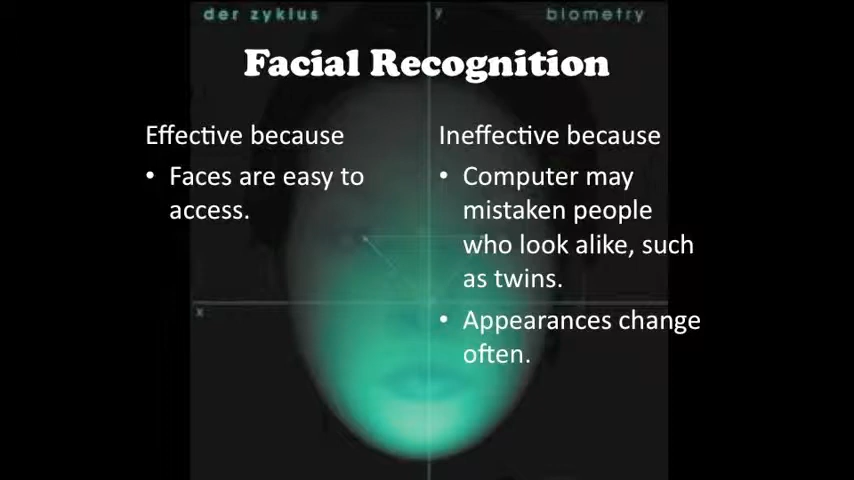 der zyklus
y
biometry
Facial Recognition
Effective because
• Faces are easy to
access.
Ineffective because
• Computer may
mistaken people
who look alike, such
as twins.
• Appearances change
often.
x